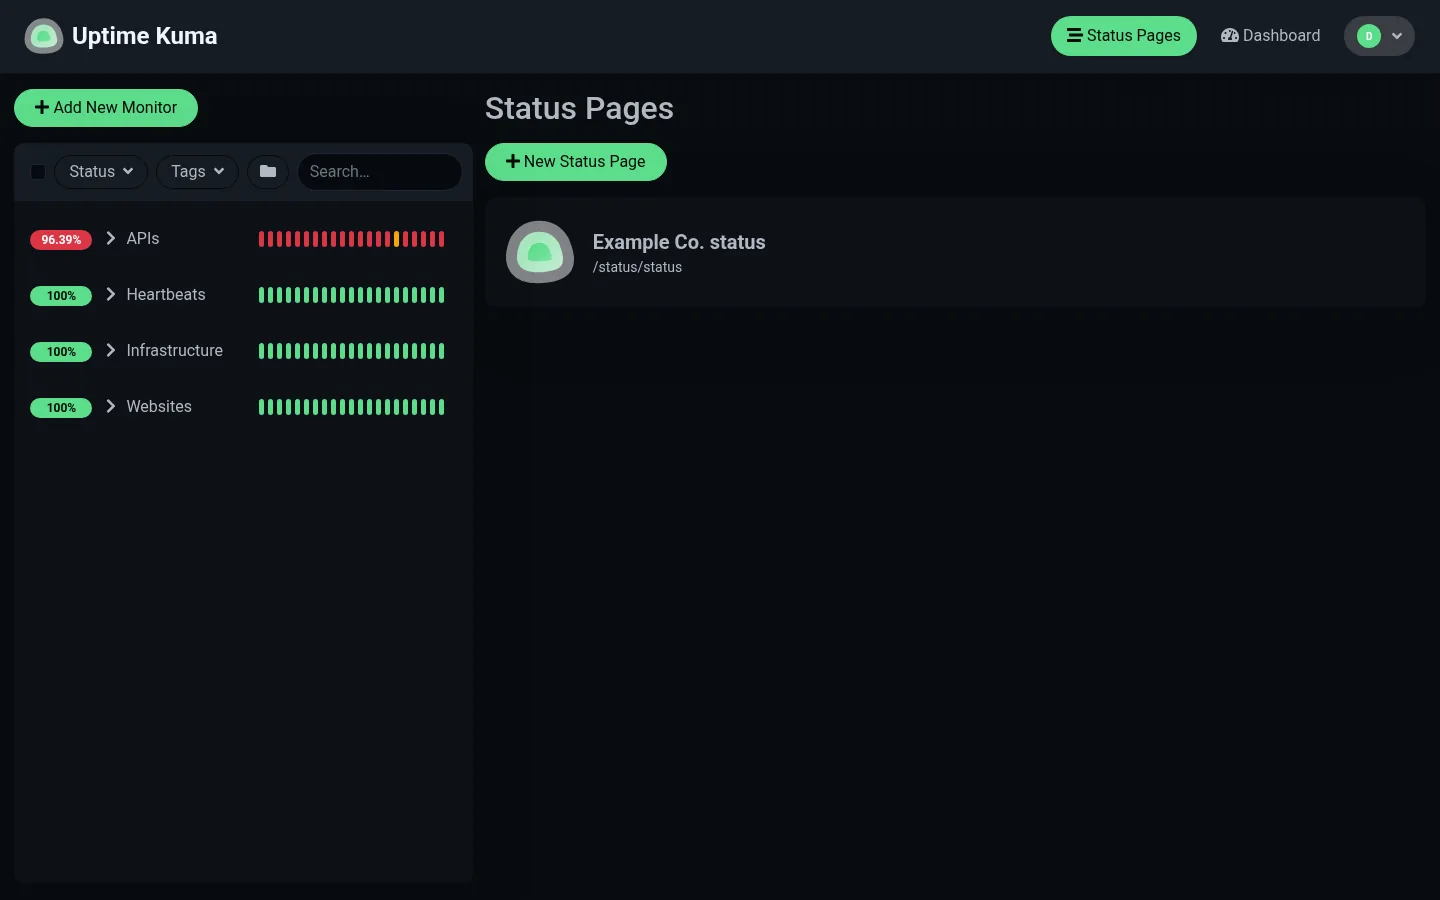 Uptime Kuma
Status Pages
Dashboard
D
Add New Monitor
Status
Tags
Search...
96.39%
APIs
100%
Heartbeats
100%
Infrastructure
100%
Websites
Status Pages
New Status Page
Example Co. status
/status/status